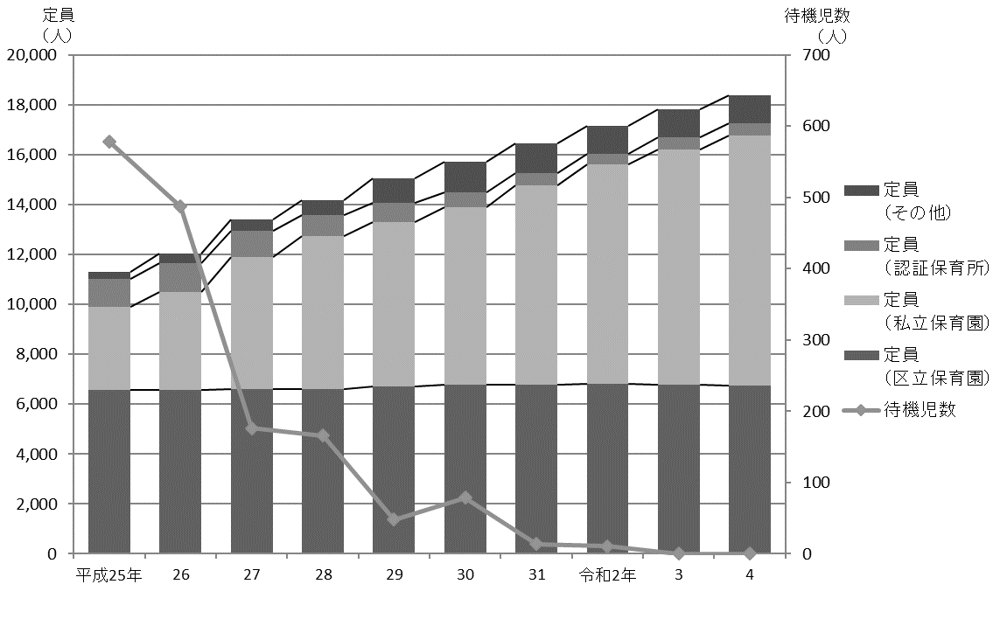 定員
（人）
待機児数
（人）
20,000
18,000
16,000
14,000
12,000
10,000
8,000
6,000
4,000
2,000
0
700
600
500
400
300
200
100
0
平成25年 26 27 28 29 30 31 令和2年 3 4
定員
（その他）
定員
（認証保育所）
定員
（私立保育園）
定員
（区立保育園）
待機児数